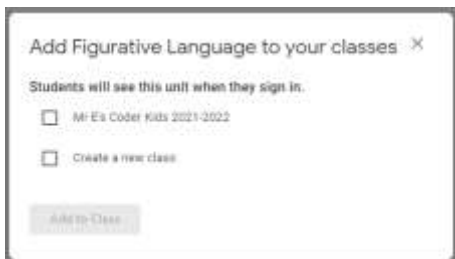 Add Figurative Language to your classes ×
Students will see this unit when they sign in.
Mr E's Coder Kids 2021-2022
Create a new class
Add to Class